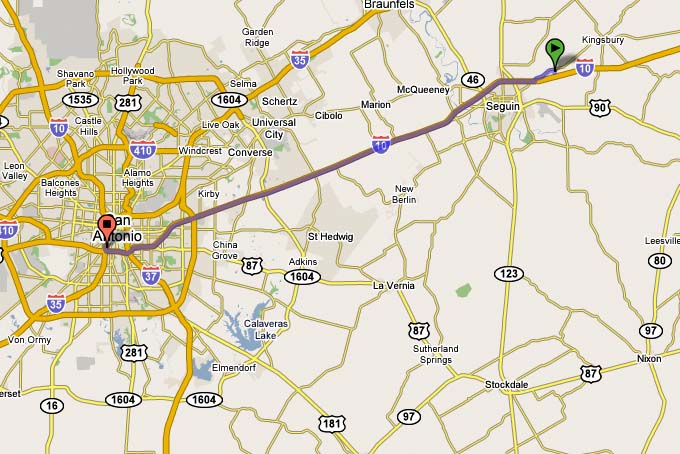 Braunfels
Garden
Ridge
35
Kingsbury
10
Shavano
Park
Hollywood
Park
Selma
1604
46
McQueeney
1535
281
Schertz
Marion
Seguin
90
Castle
Hills
10
Live Oak
Universal
City
Cibolo
410
Windcrest
Converse
10
Leon
Valley
Alamo
Heights
Balcones
Heights
Kirby
New
Berlin
410
San
Antonio
St Hedwig
China
Grove
87
Adkins
1604
Leesville
80
37
La Vernia
123
35
Calaveras
Lake
87
97
Von Ormy
281
Sutherland
Springs
Nixon
Elmendorf
87
Stockdale
1604
1604
16
181
97